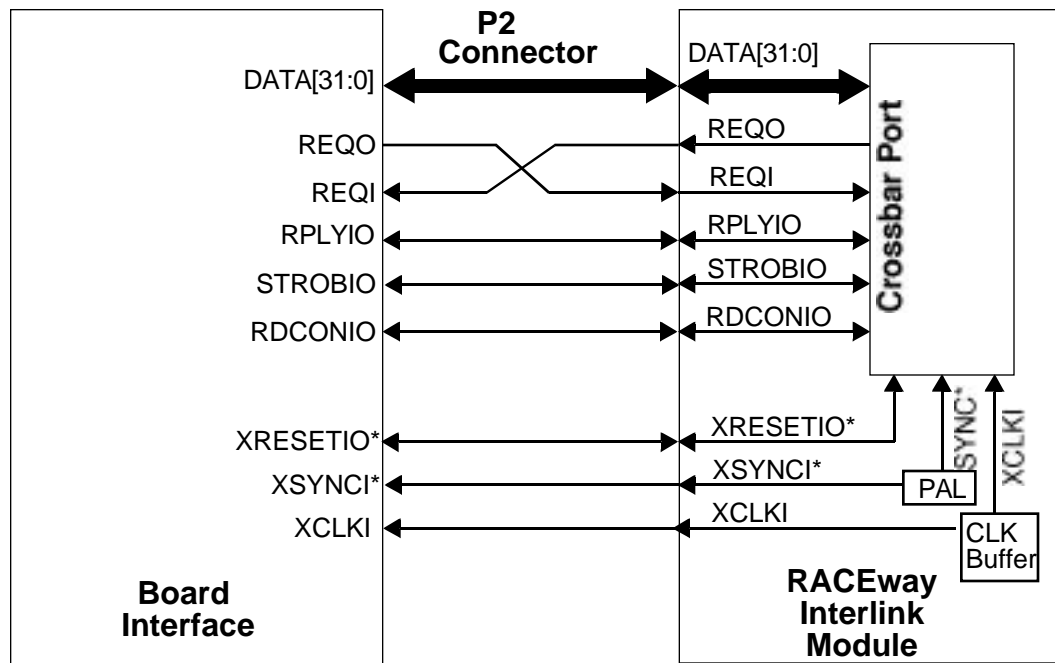 P2
Connector
DATA[31:0]
DATA[31:0]
REQO
REQO
REQI
REQI
RPLYIO
RPLYIO
STROBIO
STROBIO
RDCONIO
RDCONIO
Crossbar Port
XRESETIO*
XRESETIO*
XSYNC*
XCLKI
XSYNCI*
XSYNCI*
PAL
XCLKI
XCLKI
CLK
Buffer
Board
Interface
RACEway
Interlink
Module